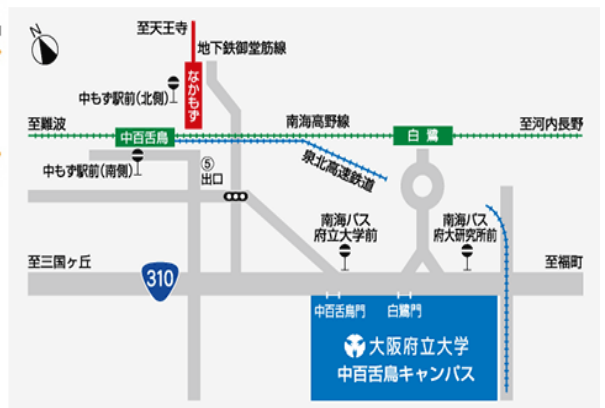 N
至天王寺
地下鉄御堂筋線
なかもず
中もず駅前(北側)
至難波
中百舌鳥
南海高野線
白鷺
至河内長野
泉北高速鉄道
中もず駅前(南側)
⑤
出口
南海バス
府立大学前
南海バス
府大研究所前
至三国ヶ丘
310
至福町
中百舌鳥門
白鷺門
大阪府立大学
中百舌鳥キャンパス